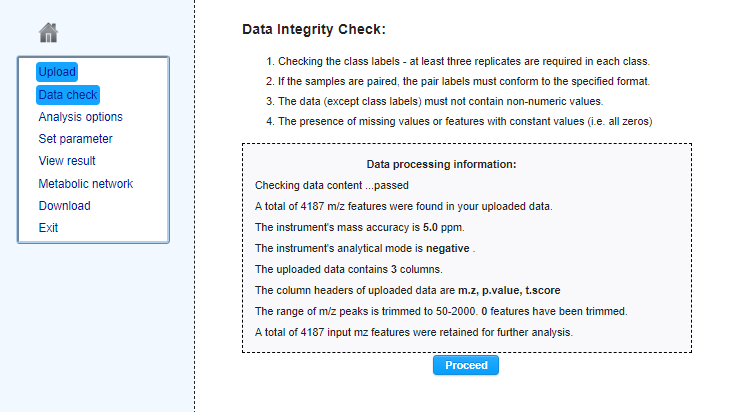 Upload
Data check
Analysis options
Set parameter
View result
Metabolic network
Download
Exit
Data Integrity Check:
1. Checking the class labels - at least three replicates are required in each class.
2. If the samples are paired, the pair labels must conform to the specified format.
3. The data (except class labels) must not contain non-numeric values.
4. The presence of missing values or features with constant values (i.e. all zeros)
Data processing information:
Checking data content ...passed
A total of 4187 m/z features were found in your uploaded data.
The instrument's mass accuracy is 5.0 ppm.
The instrument's analytical mode is negative .
The uploaded data contains 3 columns.
The column headers of uploaded data are m.z, p.value, t.score
The range of m/z peaks is trimmed to 50-2000. 0 features have been trimmed.
A total of 4187 input mz features were retained for further analysis.
Proceed